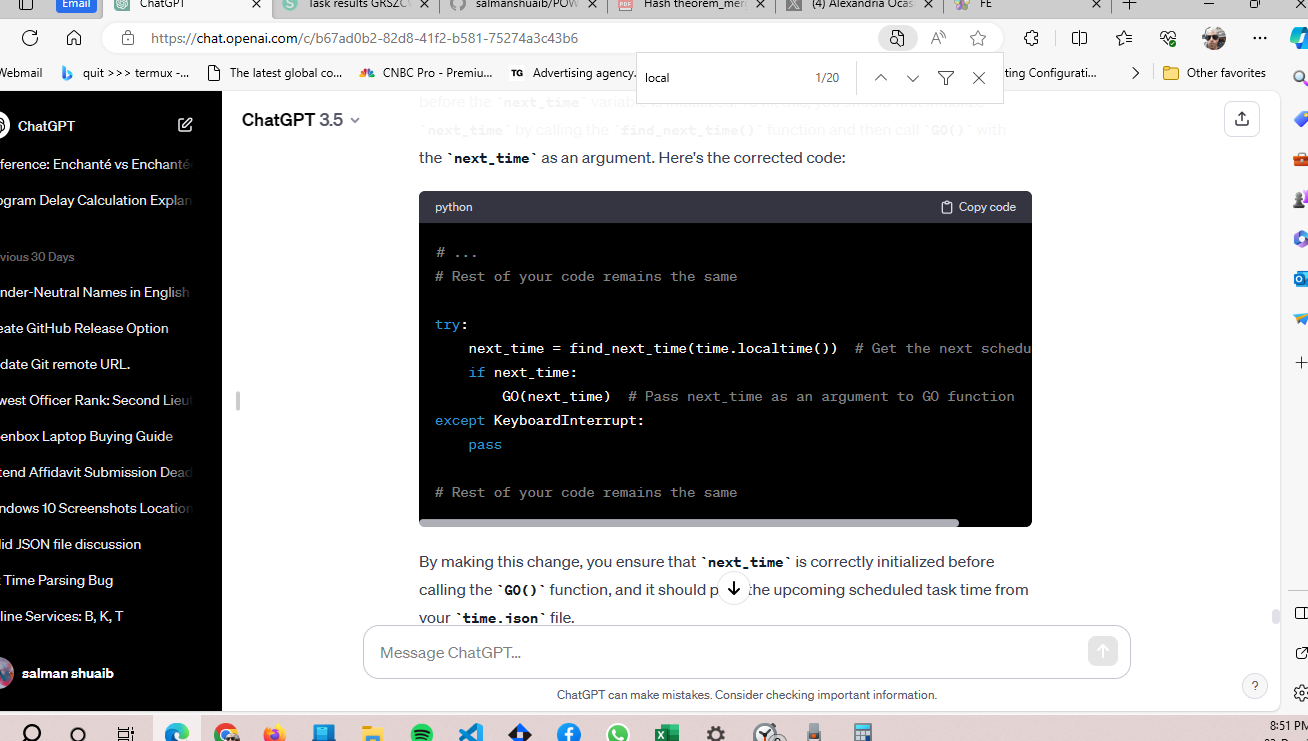 Email
ChatGPT
Task results GRSZCV
salmanshuaib/POW
Hash theorem_mer
(4) Alexandria Ocas
FE
https://chat.openai.com/c/b67ad0b2-82d8-41f2-b581-75274a3c43b6
Webmail
quit >>> termux -...
The latest global co...
CNBC Pro - Premiu...
TG Advertising agency.
ting Configurati...
Other favorites
local
1/20
ChatGPT
ference: Enchanté vs Enchanté
ogram Delay Calculation Explan
vious 30 Days
nder-Neutral Names in English
eate GitHub Release Option
date Git remote URL.
west Officer Rank: Second Lieu
enbox Laptop Buying Guide
tend Affidavit Submission Dead
ndows 10 Screenshots Location
lid JSON file discussion
Time Parsing Bug
line Services: B, K, T
salman shuaib
ChatGPT 3.5
before the `next_time` variable
`next_time` by calling the `find_next_time()` function and then call `GO()` with
the `next_time` as an argument. Here's the corrected code:
python
Copy code
# ...
# Rest of your code remains the same
try:
    next_time = find_next_time(time.localtime())  # Get the next schedu
    if next_time:
        GO(next_time)  # Pass next_time as an argument to GO function
except KeyboardInterrupt:
    pass
# Rest of your code remains the same
By making this change, you ensure that `next_time` is correctly initialized before
calling the `GO()` function, and it should p the upcoming scheduled task time from
your `time.json` file.
Message ChatGPT...
ChatGPT can make mistakes. Consider checking important information.
?
8:51 PM